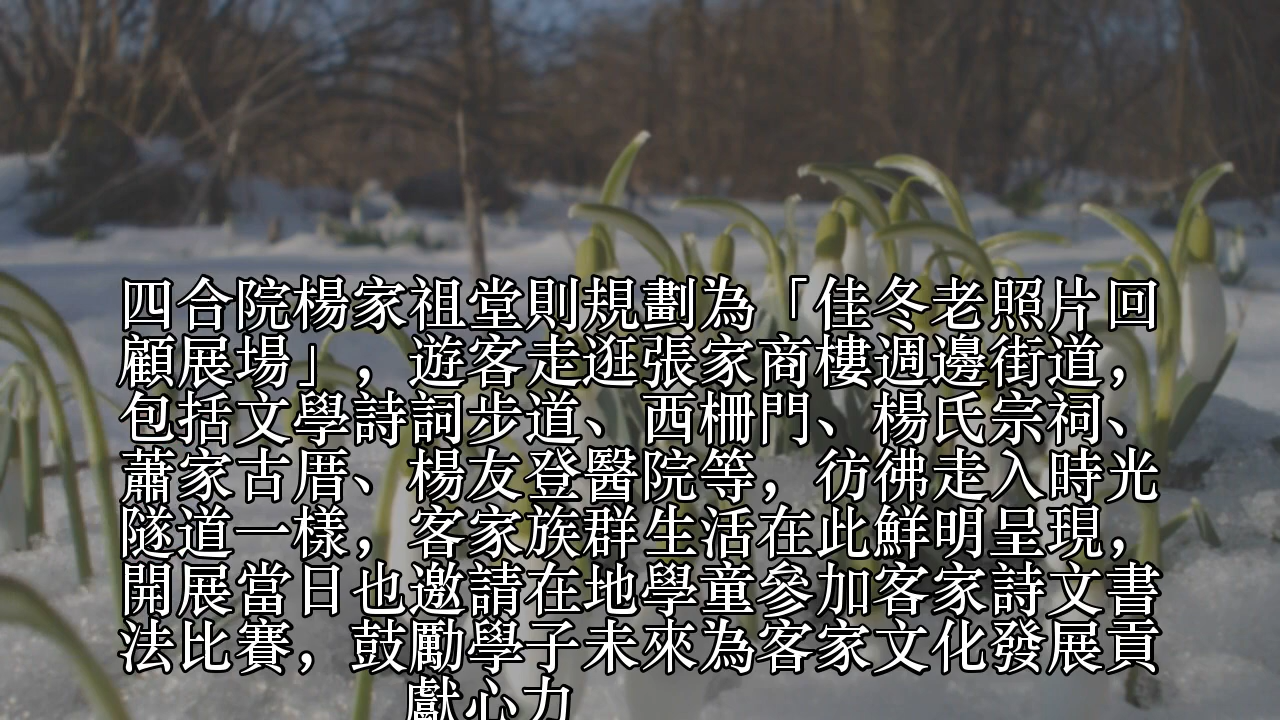 四合院楊家祖堂則規劃為「佳冬老照片回
顧展場」，遊客走逛張家商樓週邊街道，
包括文學詩詞步道、西柵門、楊氏宗祠、
蕭家古厝、楊友登醫院等，彷彿走入時光
隧道一樣，客家族群生活在此鮮明呈現，
開展當日也邀請在地學童參加客家詩文書
法比賽，鼓勵學子未來為客家文化發展貢
獻心力